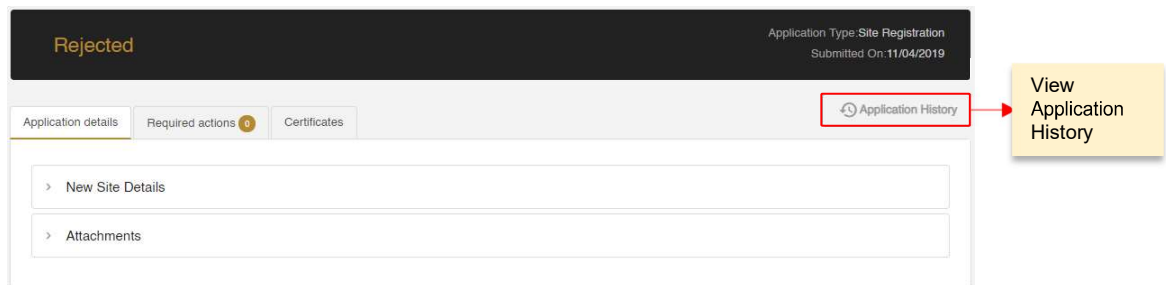 Rejected
Application Type:Site Registration
Submitted On:11/04/2019
Application details
Required actions 0
Certificates
Application History
View
Application
History
New Site Details
Attachments